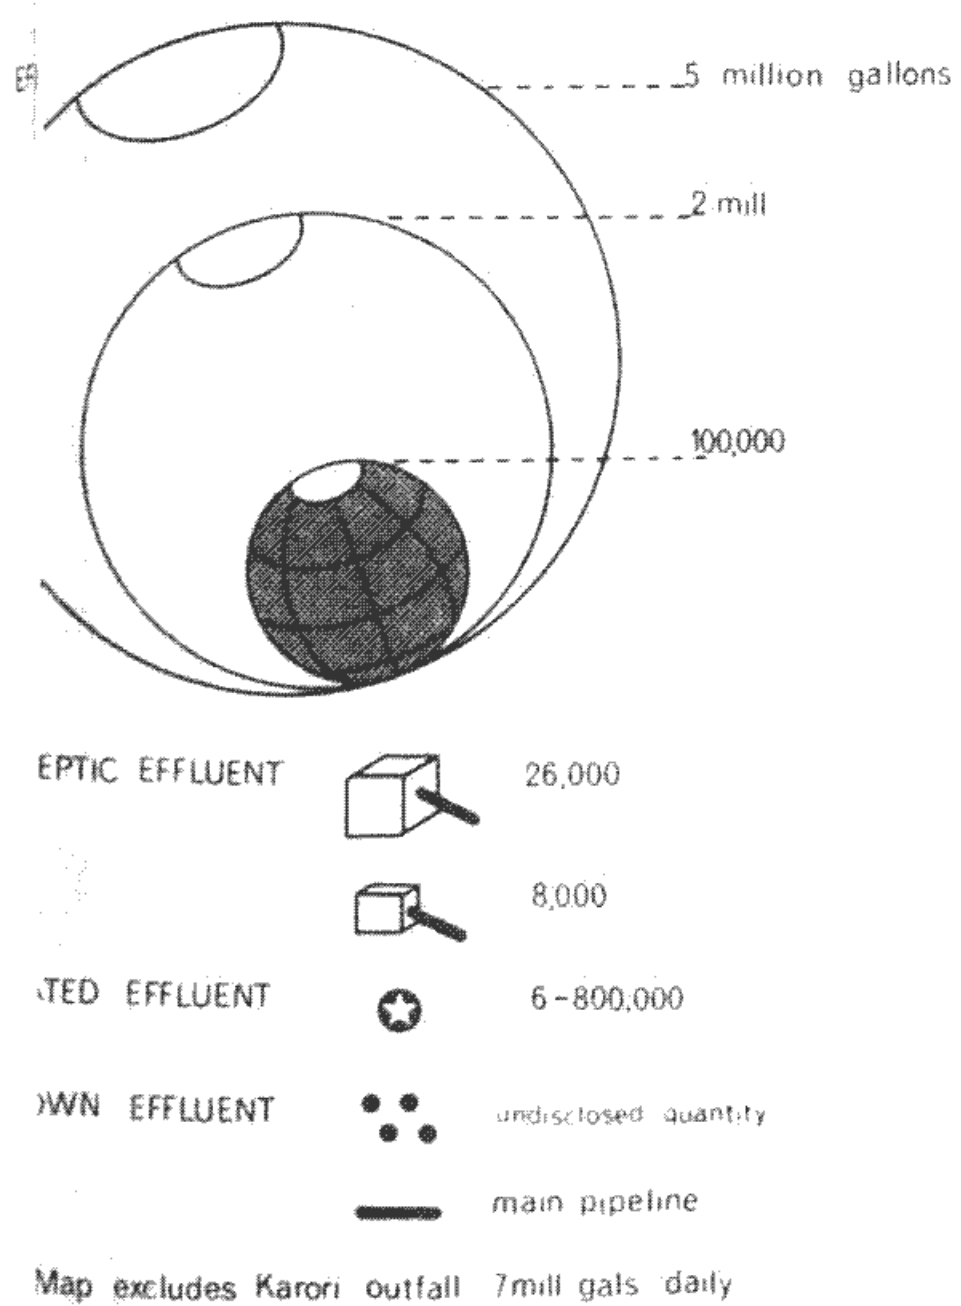 5 million gallons
2 mill
100,000
EPTIC EFFLUENT 26,000
8,000
TED EFFLUENT 6-800,000
WN EFFLUENT undisclosed quantity
main pipeline
Map excludes Karori outfall 7mill gals daily